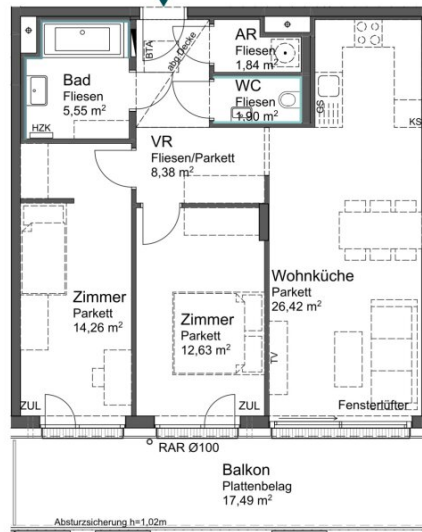 BTA
abg Decke
AR
Fliesen
1,84 m²
Bad
Fliesen
5,55 m²
HZK
WC
Fliesen
1,90 m²
GS
KS
VR
Fliesen/Parkett
8,38 m²
Zimmer
Parkett
14,26 m²
Zimmer
Parkett
12,63 m²
Wohnküche
Parkett
26,42 m²
TV
ZUL
ZUL
Fensterlüfter
RAR Ø100
Balkon
Plattenbelag
17,49 m²
Absturzsicherung h=1,02m